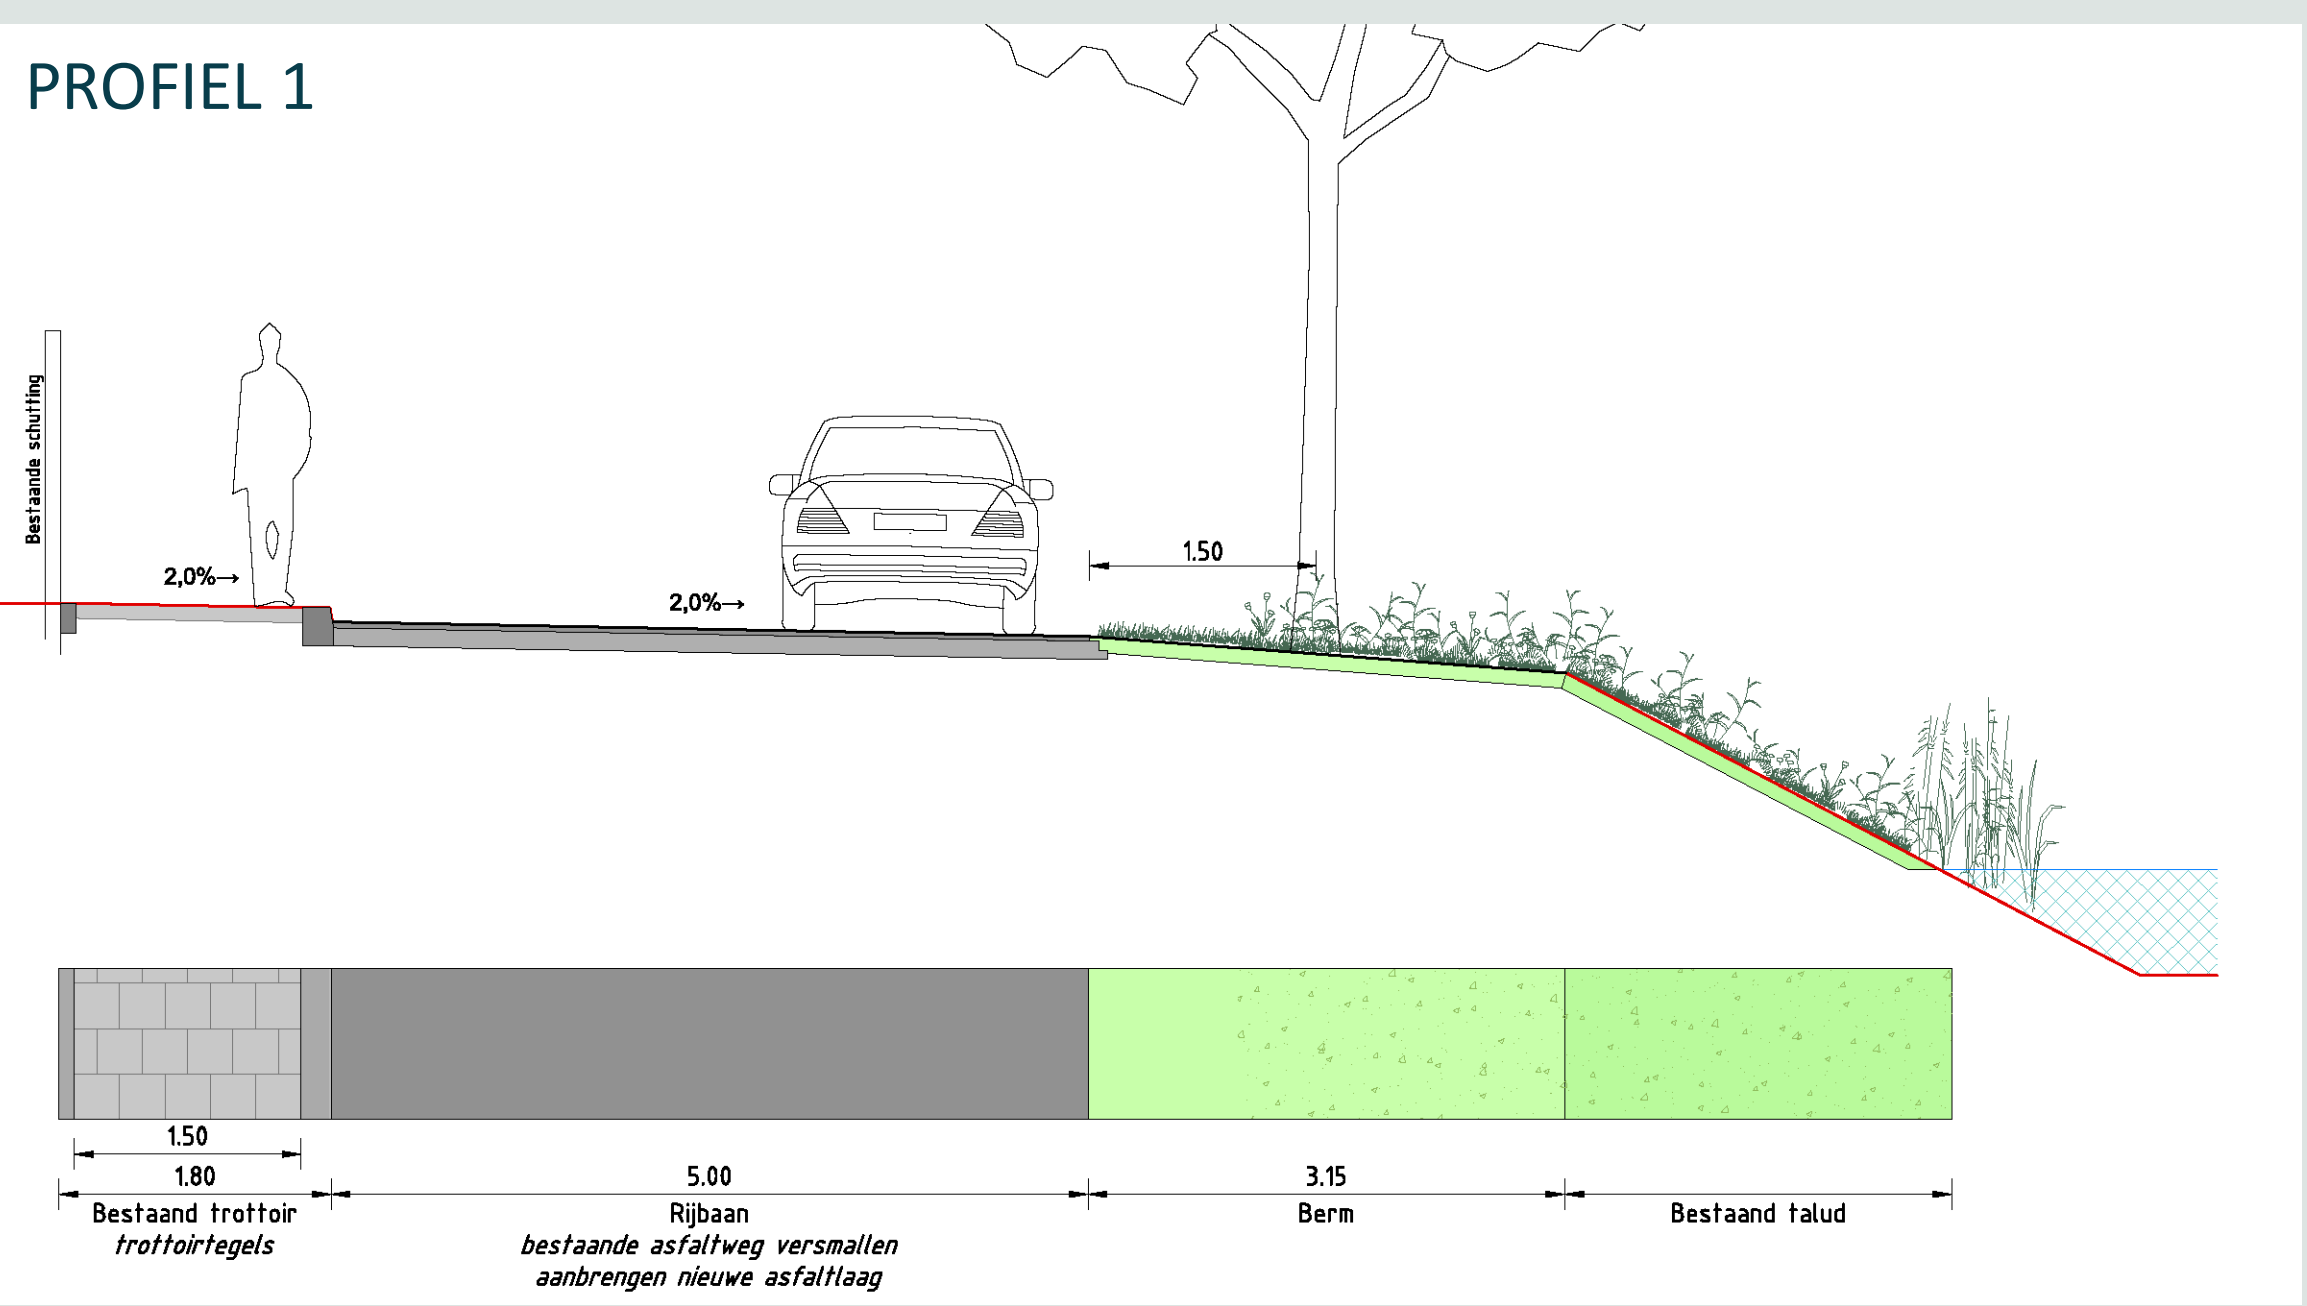 PROFIEL 1
Bestaande schutting
2,0%→
2,0%→
1.50
1.50
1.80
5.00
3.15
Bestaand trottoir
trottoirtegels
Rijbaan
bestaande asfaltweg versmallen
aanbrengen nieuwe asfaltlaag
Berm
Bestaand talud